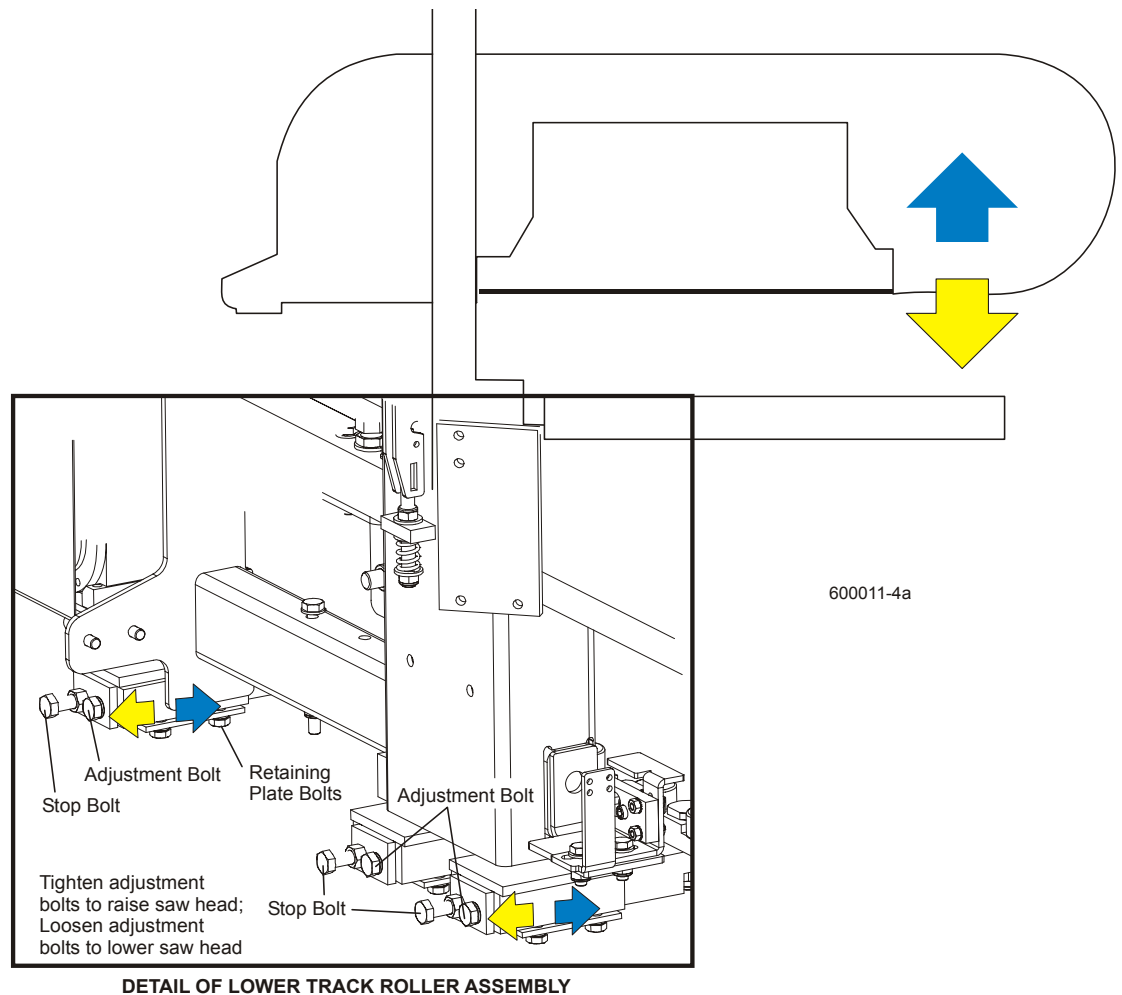 600011-4a
Adjustment Bolt
Stop Bolt
Retaining
Plate Bolts
Adjustment Bolt
Stop Bolt
Tighten adjustment
bolts to raise saw head;
Loosen adjustment
bolts to lower saw head
DETAIL OF LOWER TRACK ROLLER ASSEMBLY